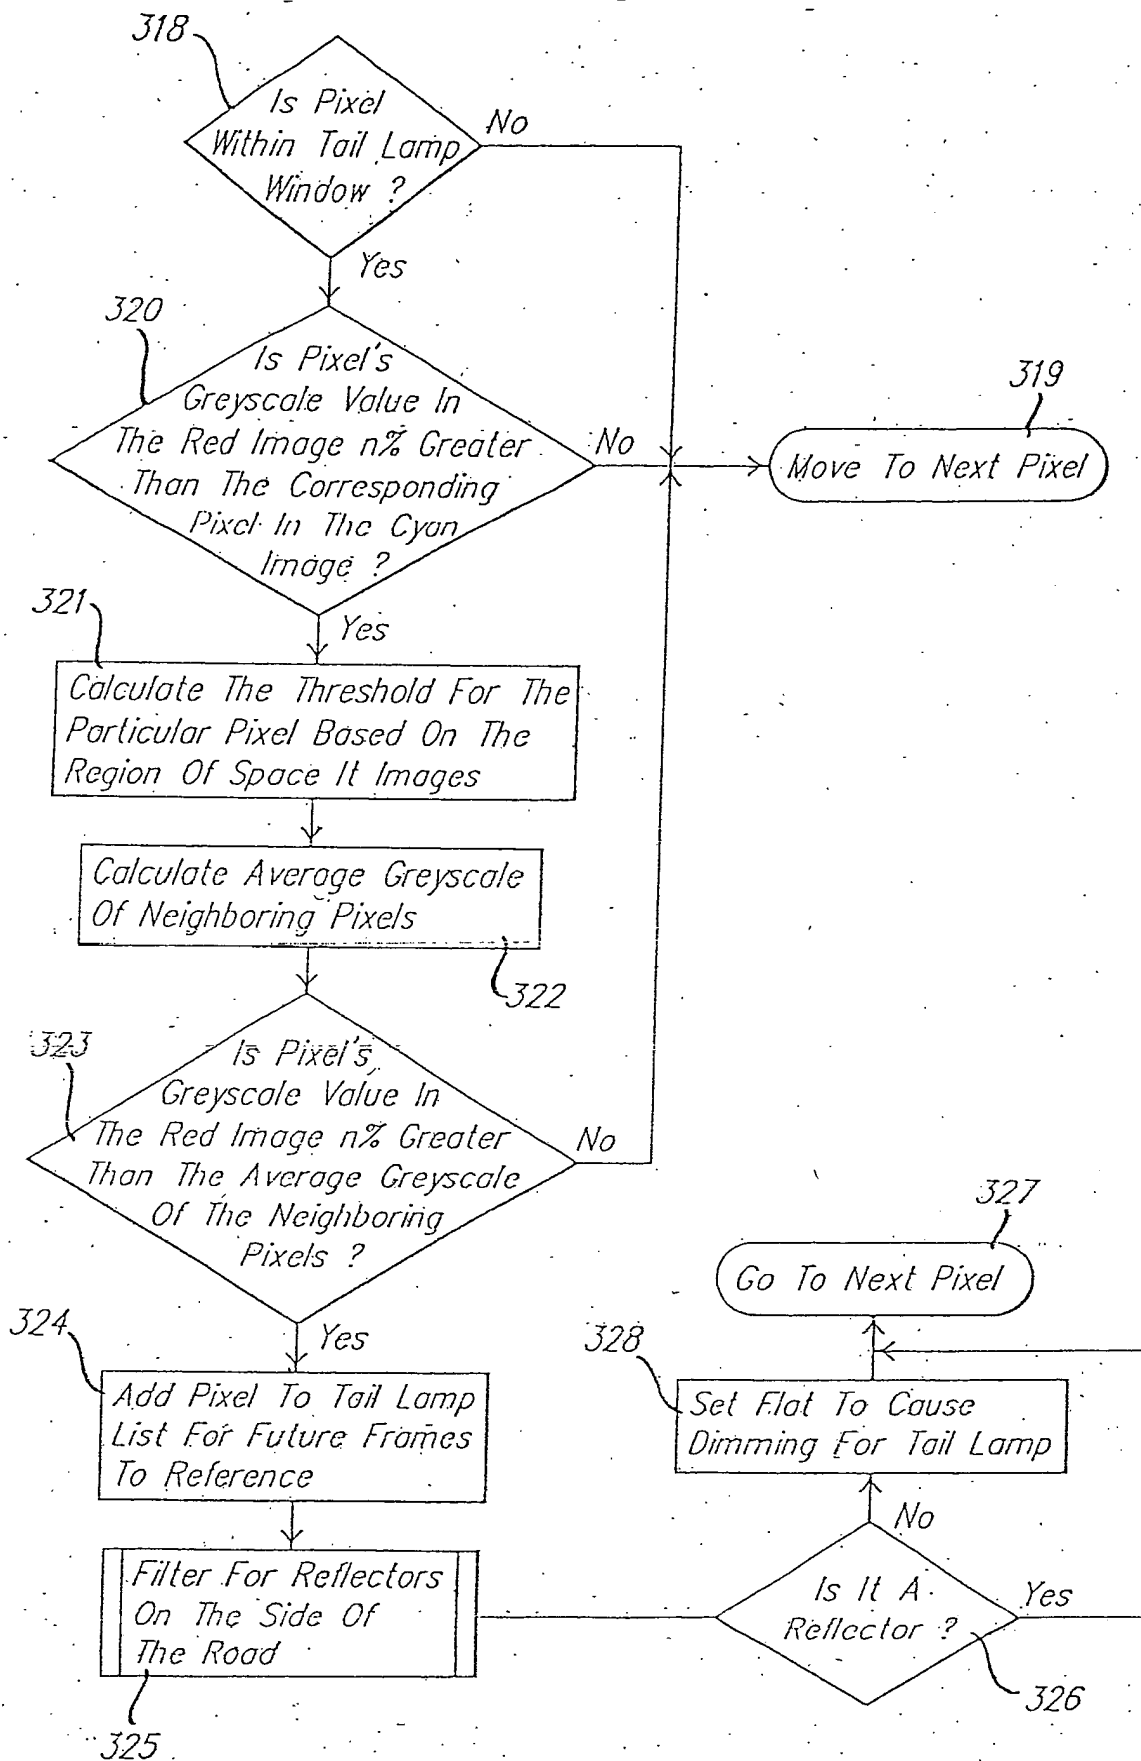 318
Is Pixel
Within Tail Lamp
Window ?
No
Yes
320
Is Pixel's
Greyscale Value In
The Red Image n% Greater
Than The Corresponding
Pixel In The Cyan
Image ?
No
319
Move To Next Pixel
Yes
321
Calculate The Threshold For The
Particular Pixel Based On The
Region Of Space It Images
Calculate Average Greyscale
Of Neighboring Pixels
322
323
Is Pixel's
Greyscale Value In
The Red Image n% Greater
Than The Average Greyscale
Of The Neighboring
Pixels ?
No
Yes
324
Add Pixel To Tail Lamp
List For Future Frames
To Reference
Filter For Reflectors
On The Side Of
The Road
325
327
Go To Next Pixel
328
Set Flat To Cause
Dimming For Tail Lamp
No
Is It A
Reflector ?
Yes
326